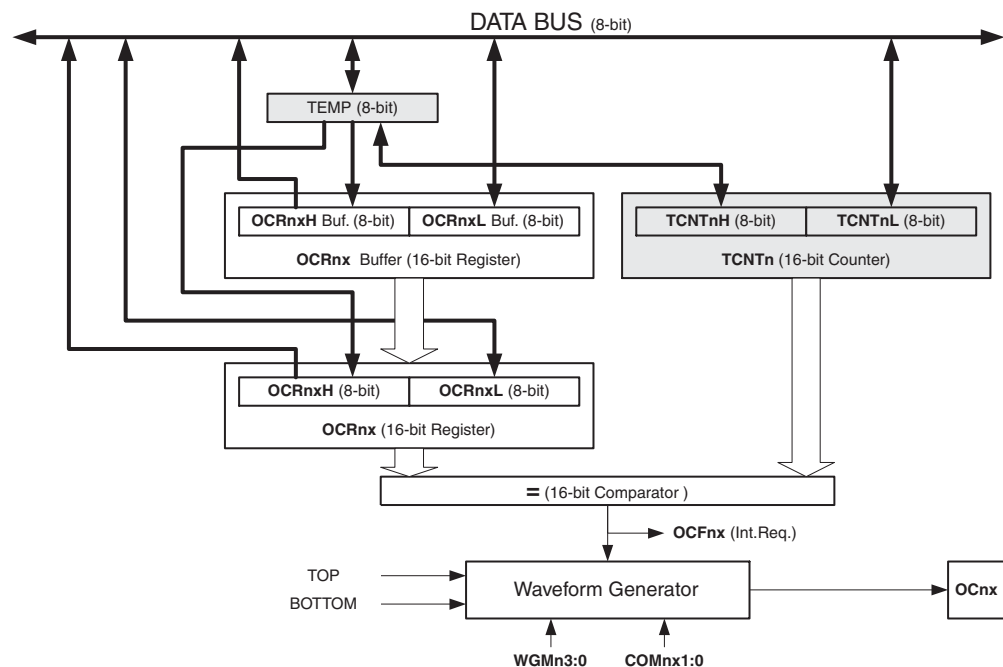 DATA BUS (8-bit)
TEMP (8-bit)
OCRnxH Buf. (8-bit)
OCRnxL Buf. (8-bit)
OCRnx Buffer (16-bit Register)
TCNTnH (8-bit)
TCNTnL (8-bit)
TCNTn (16-bit Counter)
OCRnxH (8-bit)
OCRnxL (8-bit)
OCRnx (16-bit Register)
= (16-bit Comparator )
OCFnx (Int.Req.)
TOP
BOTTOM
Waveform Generator
OCnx
WGMn3:0
COMnx1:0